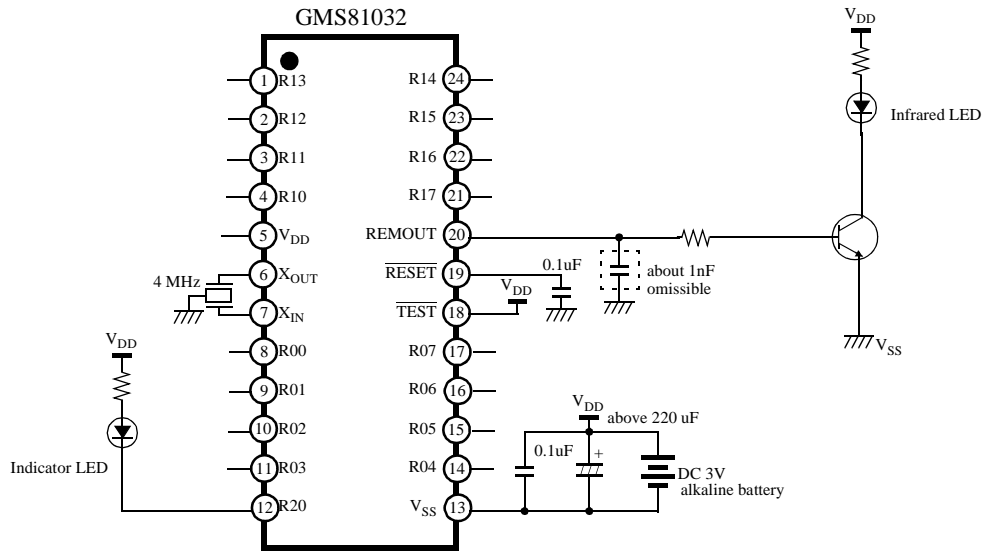 GMS81032
1 R13
2 R12
3 R11
4 R10
5 VDD
6 XOUT
7 XIN
8 R00
9 R01
10 R02
11 R03
12 R20
R14 24
R15 23
R16 22
R17 21
REMOUT 20
RESET 19
TEST 18
R07 17
R06 16
R05 15
R04 14
VSS 13
4 MHz
VDD
Indicator LED
0.1uF
VDD
about 1nF
omissible
VDD
Infrared LED
VSS
VDD
above 220 uF
0.1uF
+
DC 3V
alkaline battery